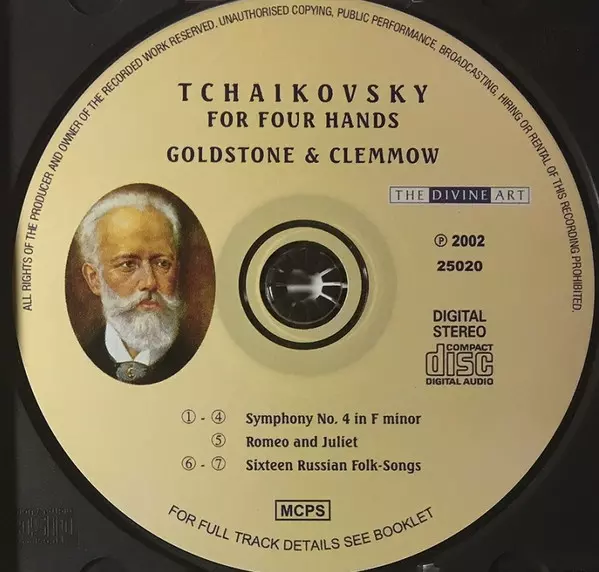 ALL RIGHTS OF THE PRODUCER AND OWNER OF THE RECORDED WORK RESERVED. UNAUTHORISED COPYING, PUBLIC PERFORMANCE, BROADCASTING, HIRING OR RENTAL OF THIS RECORDING PROHIBITED.
TCHAIKOVSKY
FOR FOUR HANDS
GOLDSTONE & CLEMMOW
THE DIVINE ART
℗ 2002
25020
DIGITAL
STEREO
COMPACT
disc
DIGITAL AUDIO
① - ④ Symphony No. 4 in F minor
⑤ Romeo and Juliet
⑥ - ⑦ Sixteen Russian Folk-Songs
MCPS
FOR FULL TRACK DETAILS SEE BOOKLET